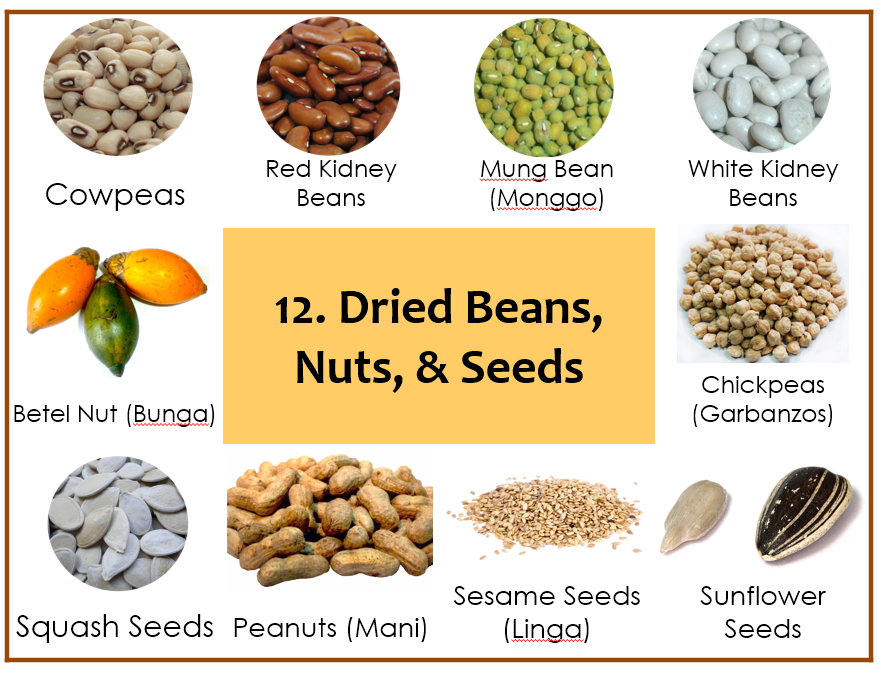 Cowpeas
Red Kidney
Beans
Mung Bean
(Monggo)
White Kidney
Beans
Betel Nut (Bunga)
12. Dried Beans,
Nuts, & Seeds
Chickpeas
(Garbanzos)
Squash Seeds
Peanuts (Mani)
Sesame Seeds
(Linga)
Sunflower
Seeds